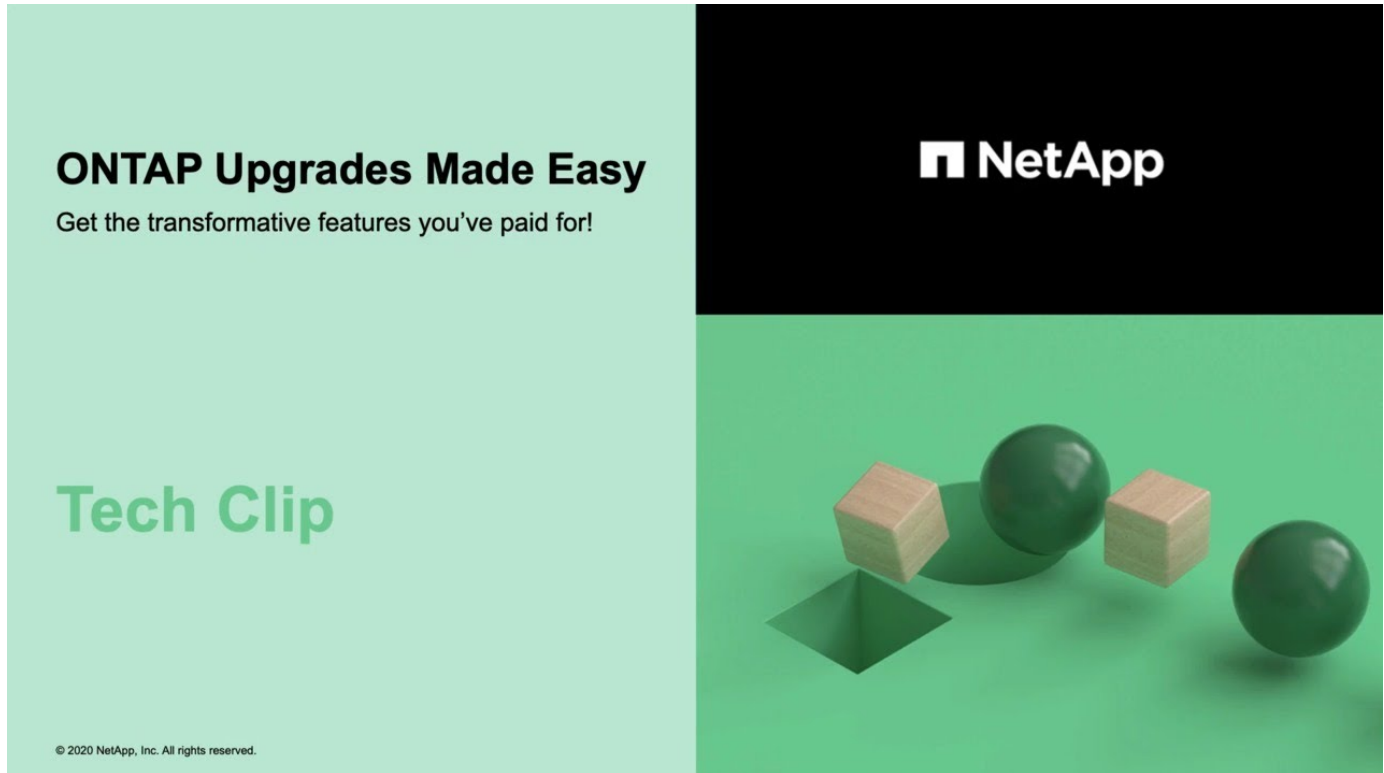 ONTAP Upgrades Made Easy
Get the transformative features you’ve paid for!
NetApp
Tech Clip
© 2020 NetApp, Inc. All rights reserved.